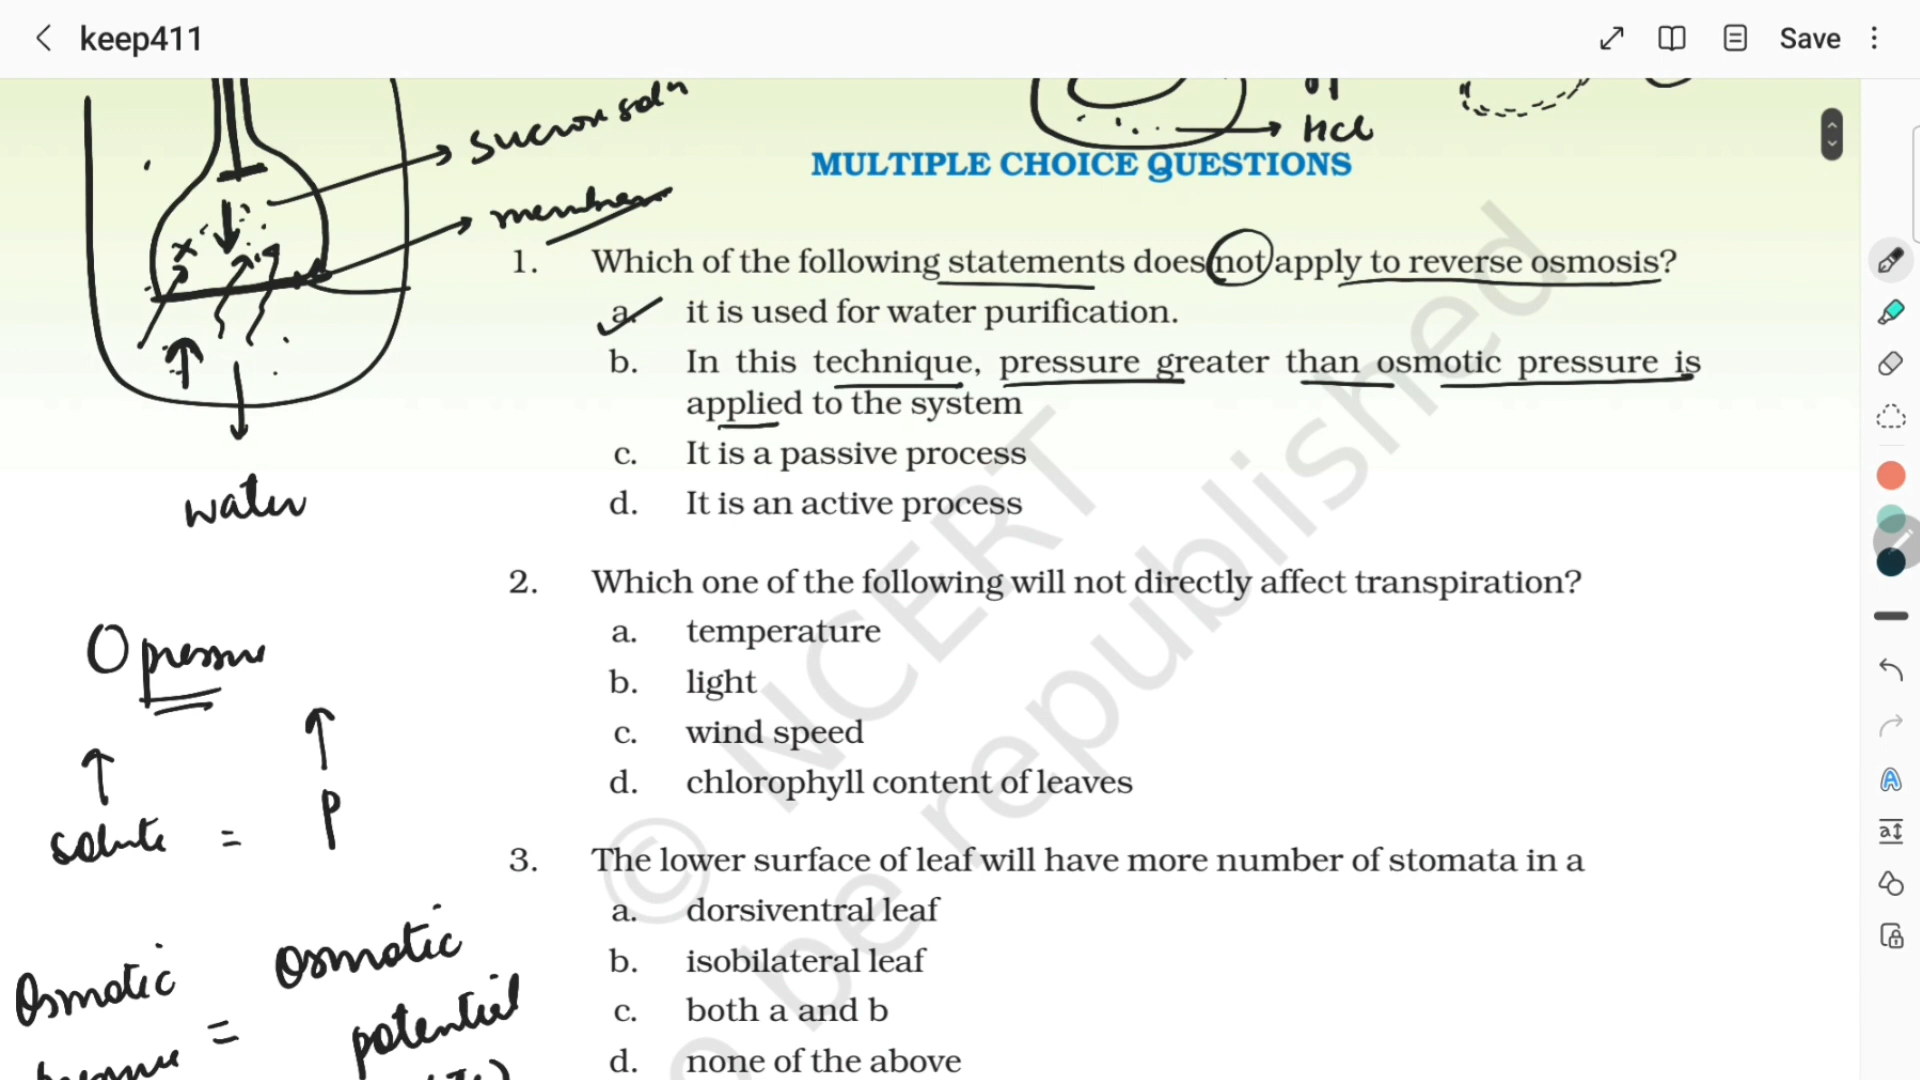 keep411
Save
sucrose soln
HCl
MULTIPLE CHOICE QUESTIONS
1. Which of the following statements does not apply to reverse osmosis?
a. it is used for water purification.
b. In this technique, pressure greater than osmotic pressure is
applied to the system
c. It is a passive process
d. It is an active process
water
2. Which one of the following will not directly affect transpiration?
a. temperature
b. light
c. wind speed
d. chlorophyll content of leaves
O pressure
solute = P
3. The lower surface of leaf will have more number of stomata in a
a. dorsiventral leaf
b. isobilateral leaf
c. both a and b
d. none of the above
Osmotic = Osmotic
potential
© NCERT
be republished